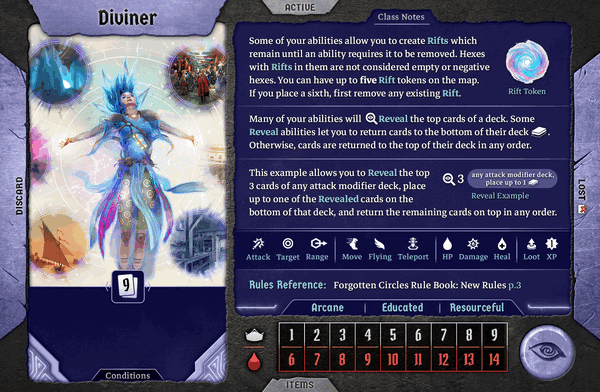 ACTIVE
Diviner
Class Notes
Some of your abilities allow you to create Rifts which
remain until an ability requires it to be removed. Hexes
with Rifts in them are not considered empty or negative
hexes. You can have up to five Rift tokens on the map.
If you place a sixth, first remove any existing Rift.
Rift Token
Many of your abilities will Reveal the top cards of a deck. Some
Reveal abilities let you to return cards to the bottom of their deck.
Otherwise, cards are returned to the top of their deck in any order.
This example allows you to Reveal the top
3 cards of any attack modifier deck, place
up to one of the Revealed cards on the
bottom of that deck, and return the remaining cards on top in any order.
3
any attack modifier deck,
place up to 1
Reveal Example
DISCARD
LOST
9
Attack Target Range Move Flying Teleport HP Damage Heal Loot XP
Rules Reference: Forgotten Circles Rule Book: New Rules p.3
Arcane | Educated | Resourceful
1 2 3 4 5 6 7 8 9
6 7 8 9 10 11 12 13 14
Conditions
ITEMS